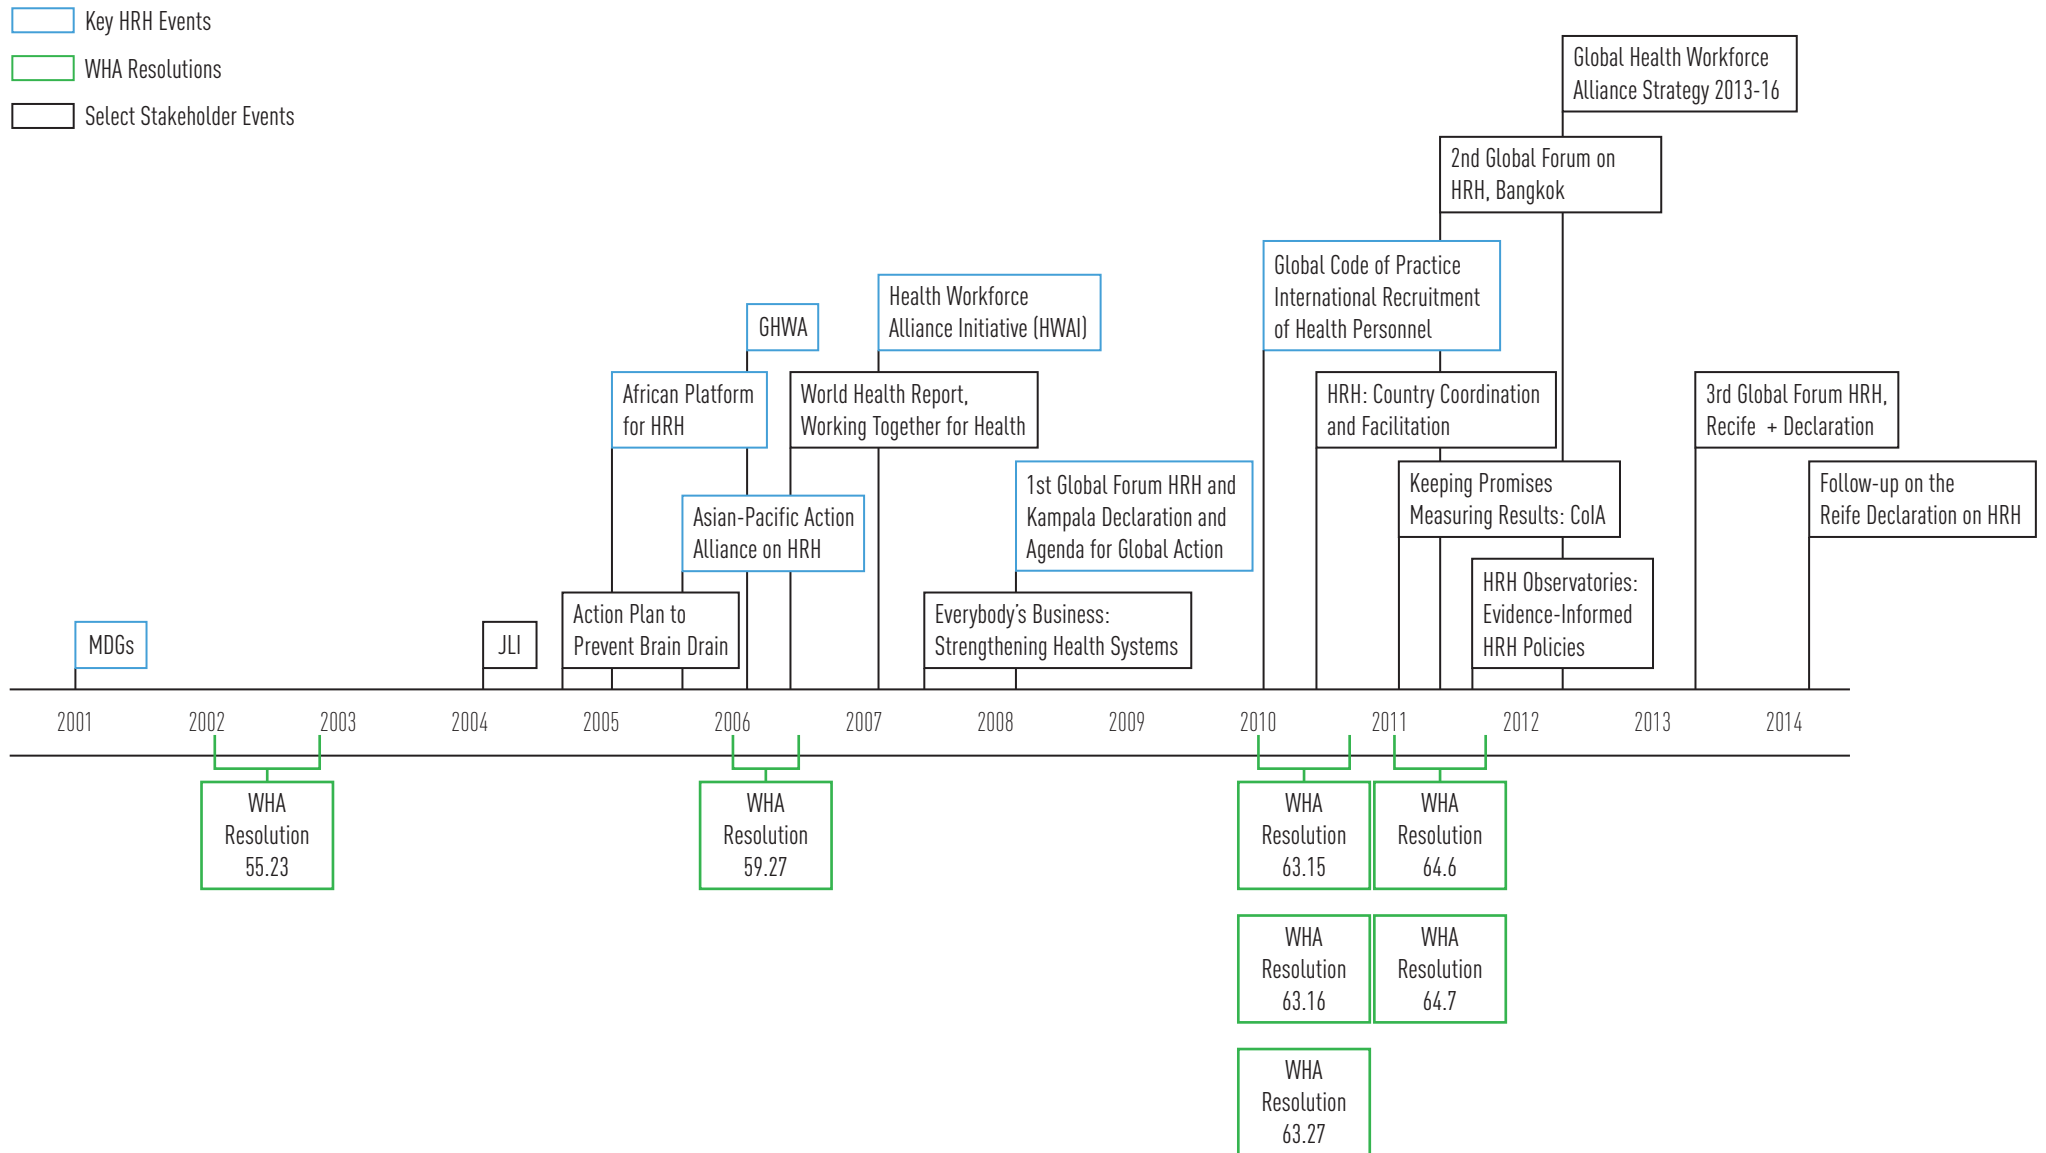 Key HRH Events
WHA Resolutions
Select Stakeholder Events
Global Health Workforce
Alliance Strategy 2013-16
2nd Global Forum on
HRH, Bangkok
Global Code of Practice
International Recruitment
of Health Personnel
Health Workforce
Alliance Initiative (HWAI)
GHWA
African Platform
for HRH
World Health Report,
Working Together for Health
HRH: Country Coordination
and Facilitation
3rd Global Forum HRH,
Recife + Declaration
1st Global Forum HRH and
Kampala Declaration and
Agenda for Global Action
Keeping Promises
Measuring Results: CoIA
Follow-up on the
Reife Declaration on HRH
Asian-Pacific Action
Alliance on HRH
HRH Observatories:
Evidence-Informed
HRH Policies
MDGs
JLI
Action Plan to
Prevent Brain Drain
Everybody's Business:
Strengthening Health Systems
2001 2002 2003 2004 2005 2006 2007 2008 2009 2010 2011 2012 2013 2014
WHA
Resolution
55.23
WHA
Resolution
59.27
WHA
Resolution
63.15
WHA
Resolution
64.6
WHA
Resolution
63.16
WHA
Resolution
64.7
WHA
Resolution
63.27